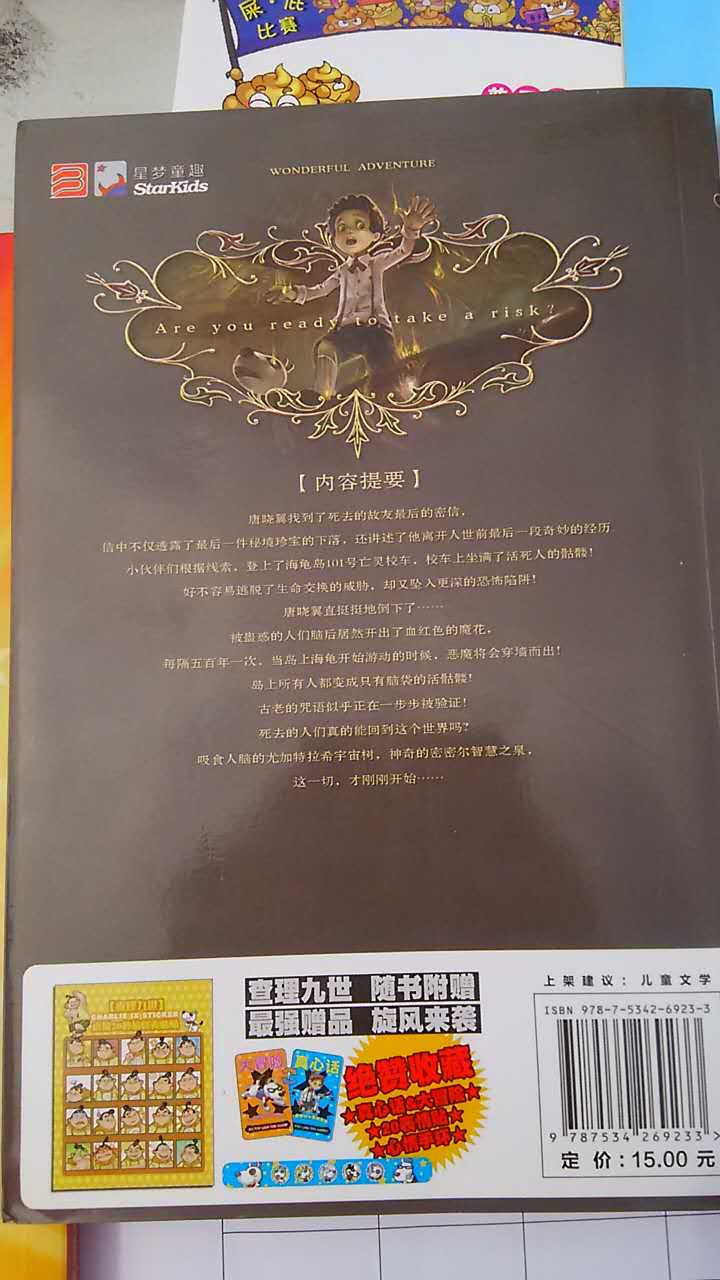 屎·屁
比赛
星梦童趣
StarKids
WONDERFUL ADVENTURE
Are you ready to take a risk?
【内容提要】
唐晓翼找到了死去的故友最后的密信，
信中不仅透露了最后一件秘境珍宝的下落，还讲述了他离开人世前最后一段奇妙的经历。
小伙伴们根据线索，登上了海龟岛101号亡灵校车，校车上坐满了活死人的骷髅！
好不容易逃脱了生命交换的威胁，却又坠入更深的恐怖陷阱！
唐晓翼直挺挺地倒下了……
被蛊惑的人们脑后居然开出了血红色的魔花，
每隔五百年一次，当岛上海龟开始游动的时候，恶魔将会穿墙而出！
岛上所有人都变成只有脑袋的活骷髅！
古老的咒语似乎正在一步步被验证！
死去的人们真的能回到这个世界吗？
吸食人脑的尤加特拉希宇宙树，神奇的密密尔智慧之泉，
这一切，才刚刚开始……
【查理九世】
CHARLIE IX STICKER
查理九世 随书附赠
最强赠品 旋风来袭
大冒险
真心话
绝赞收藏
★真心话&大冒险★
★20表情贴★
★心情手环★
上架建议：儿童文学
ISBN 978-7-5342-6923-3
9 787534 269233 >
定价：15.00 元